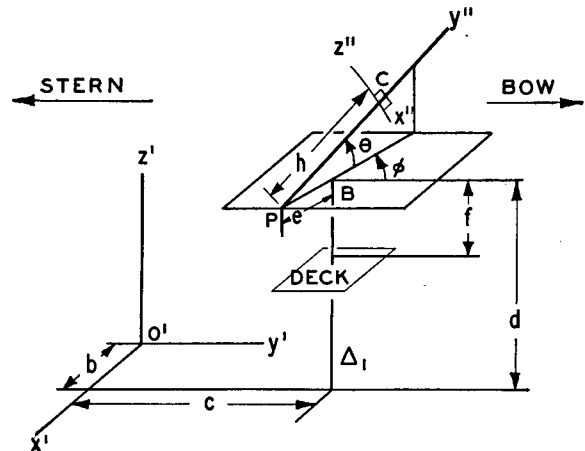 y"
z"
C
STERN
BOW
x"
h
θ
z'
φ
B
P
e
f
DECK
d
O'
y'
b
Δ₁
c
x'